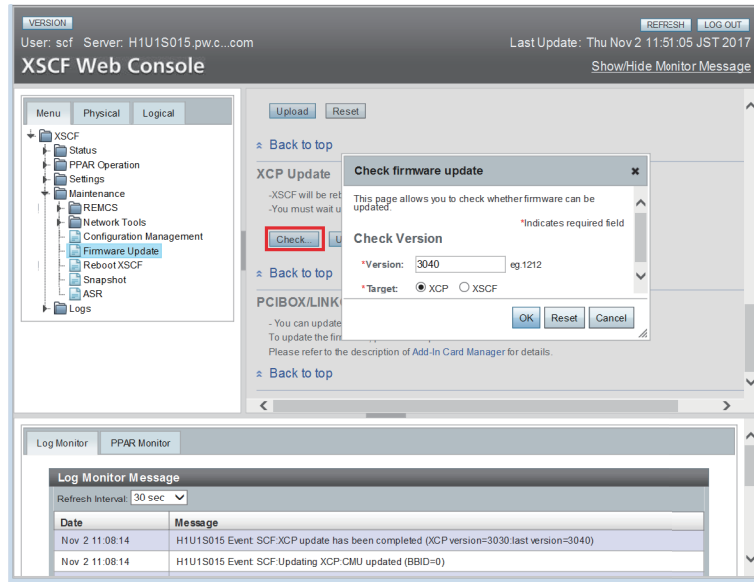 VERSION
REFRESH LOG OUT
User: scf Server: H1U1S015.pw.c...com
Last Update: Thu Nov 2 11:51:05 JST 2017
XSCF Web Console
Show/Hide Monitor Message
Menu Physical Logical
XSCF
Status
PPAR Operation
Settings
Maintenance
REMCS
Network Tools
Configuration Management
Firmware Update
Reboot XSCF
Snapshot
ASR
Logs
Upload Reset
Back to top
XCP Update
-XSCF will be re
-You must wait u
Check... U
Back to top
PCIBOX/LINK
- You can update
To update the fir
Please refer to the description of Add-In Card Manager for details.
Back to top
Check firmware update
This page allows you to check whether firmware can be
updated.
*Indicates required field
Check Version
*Version: 3040 eg.1212
*Target: XCP XSCF
OK Reset Cancel
Log Monitor PPAR Monitor
Log Monitor Message
Refresh Interval: 30 sec
Date Message
Nov 2 11:08:14 H1U1S015 Event: SCF:XCP update has been completed (XCP version=3030:last version=3040)
Nov 2 11:08:14 H1U1S015 Event: SCF:Updating XCP:CMU updated (BBID=0)